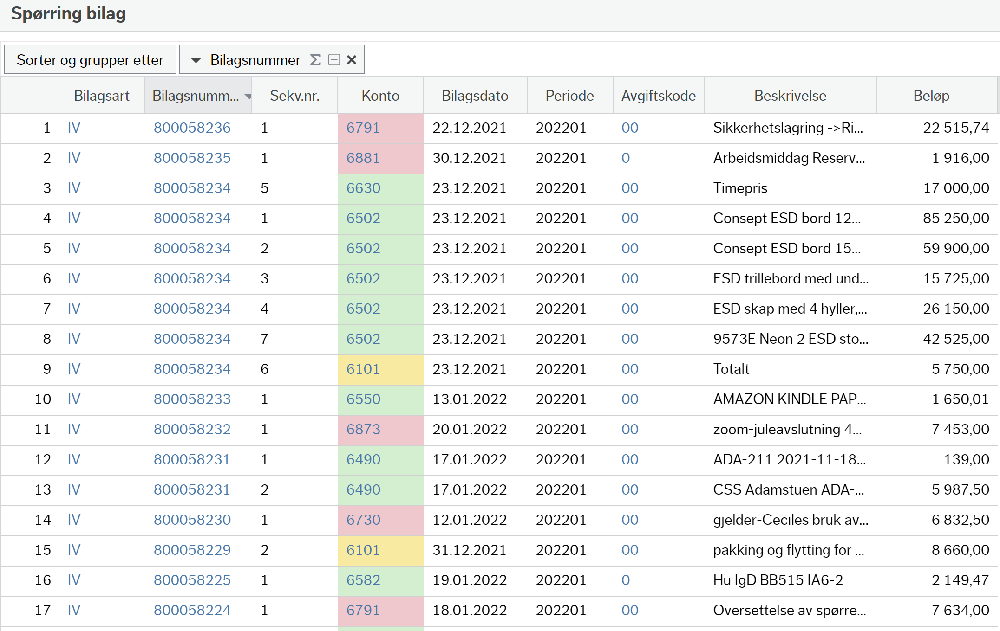 Spørring bilag
Sorter og grupper etter Bilagsnummer Σ
Bilagsart Bilagsnumm... Sekv.nr. Konto Bilagsdato Periode Avgiftskode Beskrivelse Beløp
1 IV 800058236 1 6791 22.12.2021 202201 00 Sikkerhetslagring ->Ri... 22 515,74
2 IV 800058235 1 6881 30.12.2021 202201 0 Arbeidsmiddag Reserv... 1 916,00
3 IV 800058234 5 6630 23.12.2021 202201 00 Timepris 17 000,00
4 IV 800058234 1 6502 23.12.2021 202201 00 Consept ESD bord 12... 85 250,00
5 IV 800058234 2 6502 23.12.2021 202201 00 Consept ESD bord 15... 59 900,00
6 IV 800058234 3 6502 23.12.2021 202201 00 ESD trillebord med und... 15 725,00
7 IV 800058234 4 6502 23.12.2021 202201 00 ESD skap med 4 hyller,... 26 150,00
8 IV 800058234 7 6502 23.12.2021 202201 00 9573E Neon 2 ESD sto... 42 525,00
9 IV 800058234 6 6101 23.12.2021 202201 00 Totalt 5 750,00
10 IV 800058233 1 6550 13.01.2022 202201 00 AMAZON KINDLE PAP... 1 650,01
11 IV 800058232 1 6873 20.01.2022 202201 00 zoom-juleavslutning 4... 7 453,00
12 IV 800058231 1 6490 17.01.2022 202201 00 ADA-211 2021-11-18... 139,00
13 IV 800058231 2 6490 17.01.2022 202201 00 CSS Adamstuen ADA-... 5 987,50
14 IV 800058230 1 6730 12.01.2022 202201 00 gjelder-Ceciles bruk av... 6 832,50
15 IV 800058229 2 6101 31.12.2021 202201 00 pakking og flytting for ... 8 660,00
16 IV 800058225 1 6582 19.01.2022 202201 0 Hu IgD BB515 IA6-2 2 149,47
17 IV 800058224 1 6791 18.01.2022 202201 00 Oversettelse av spørre... 7 634,00